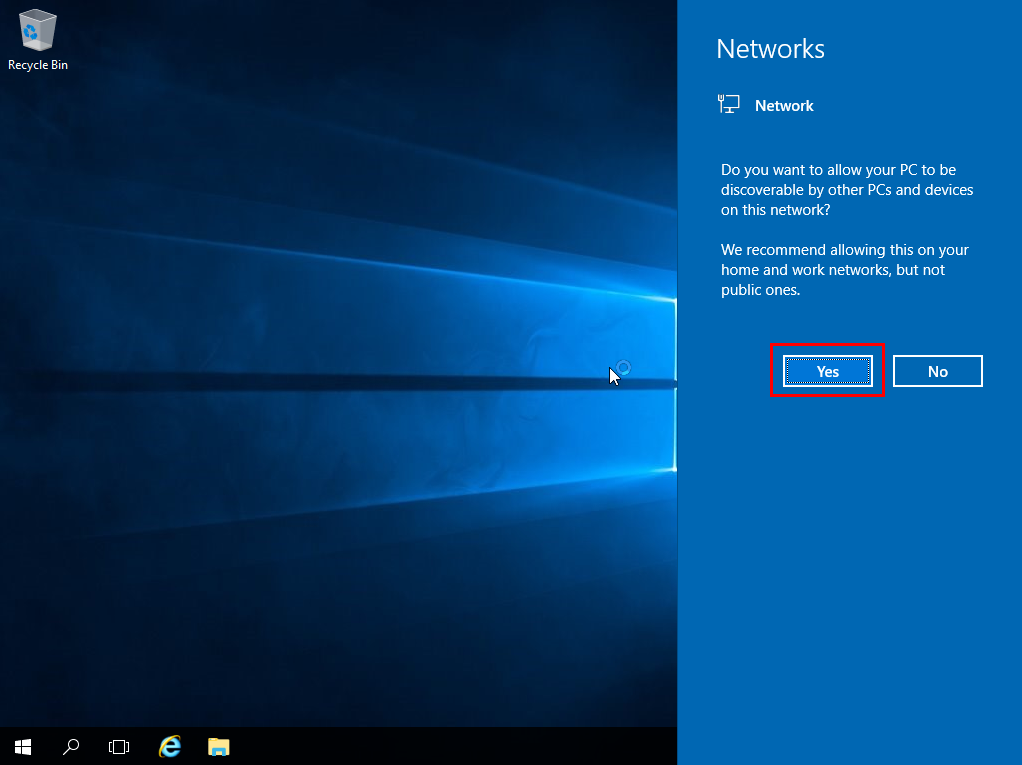 Recycle Bin
Networks
Network
Do you want to allow your PC to be
discoverable by other PCs and devices
on this network?
We recommend allowing this on your
home and work networks, but not
public ones.
Yes
No